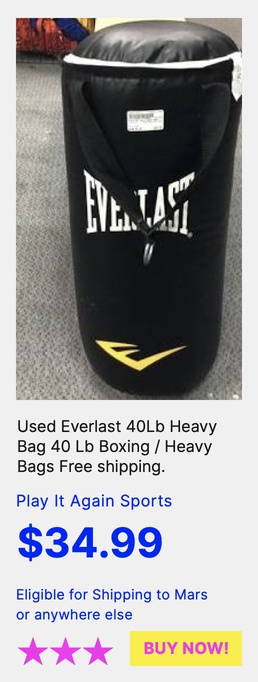 EVERLAST
Used Everlast 40Lb Heavy
Bag 40 Lb Boxing / Heavy
Bags Free shipping.
Play It Again Sports
$34.99
Eligible for Shipping to Mars
or anywhere else
BUY NOW!